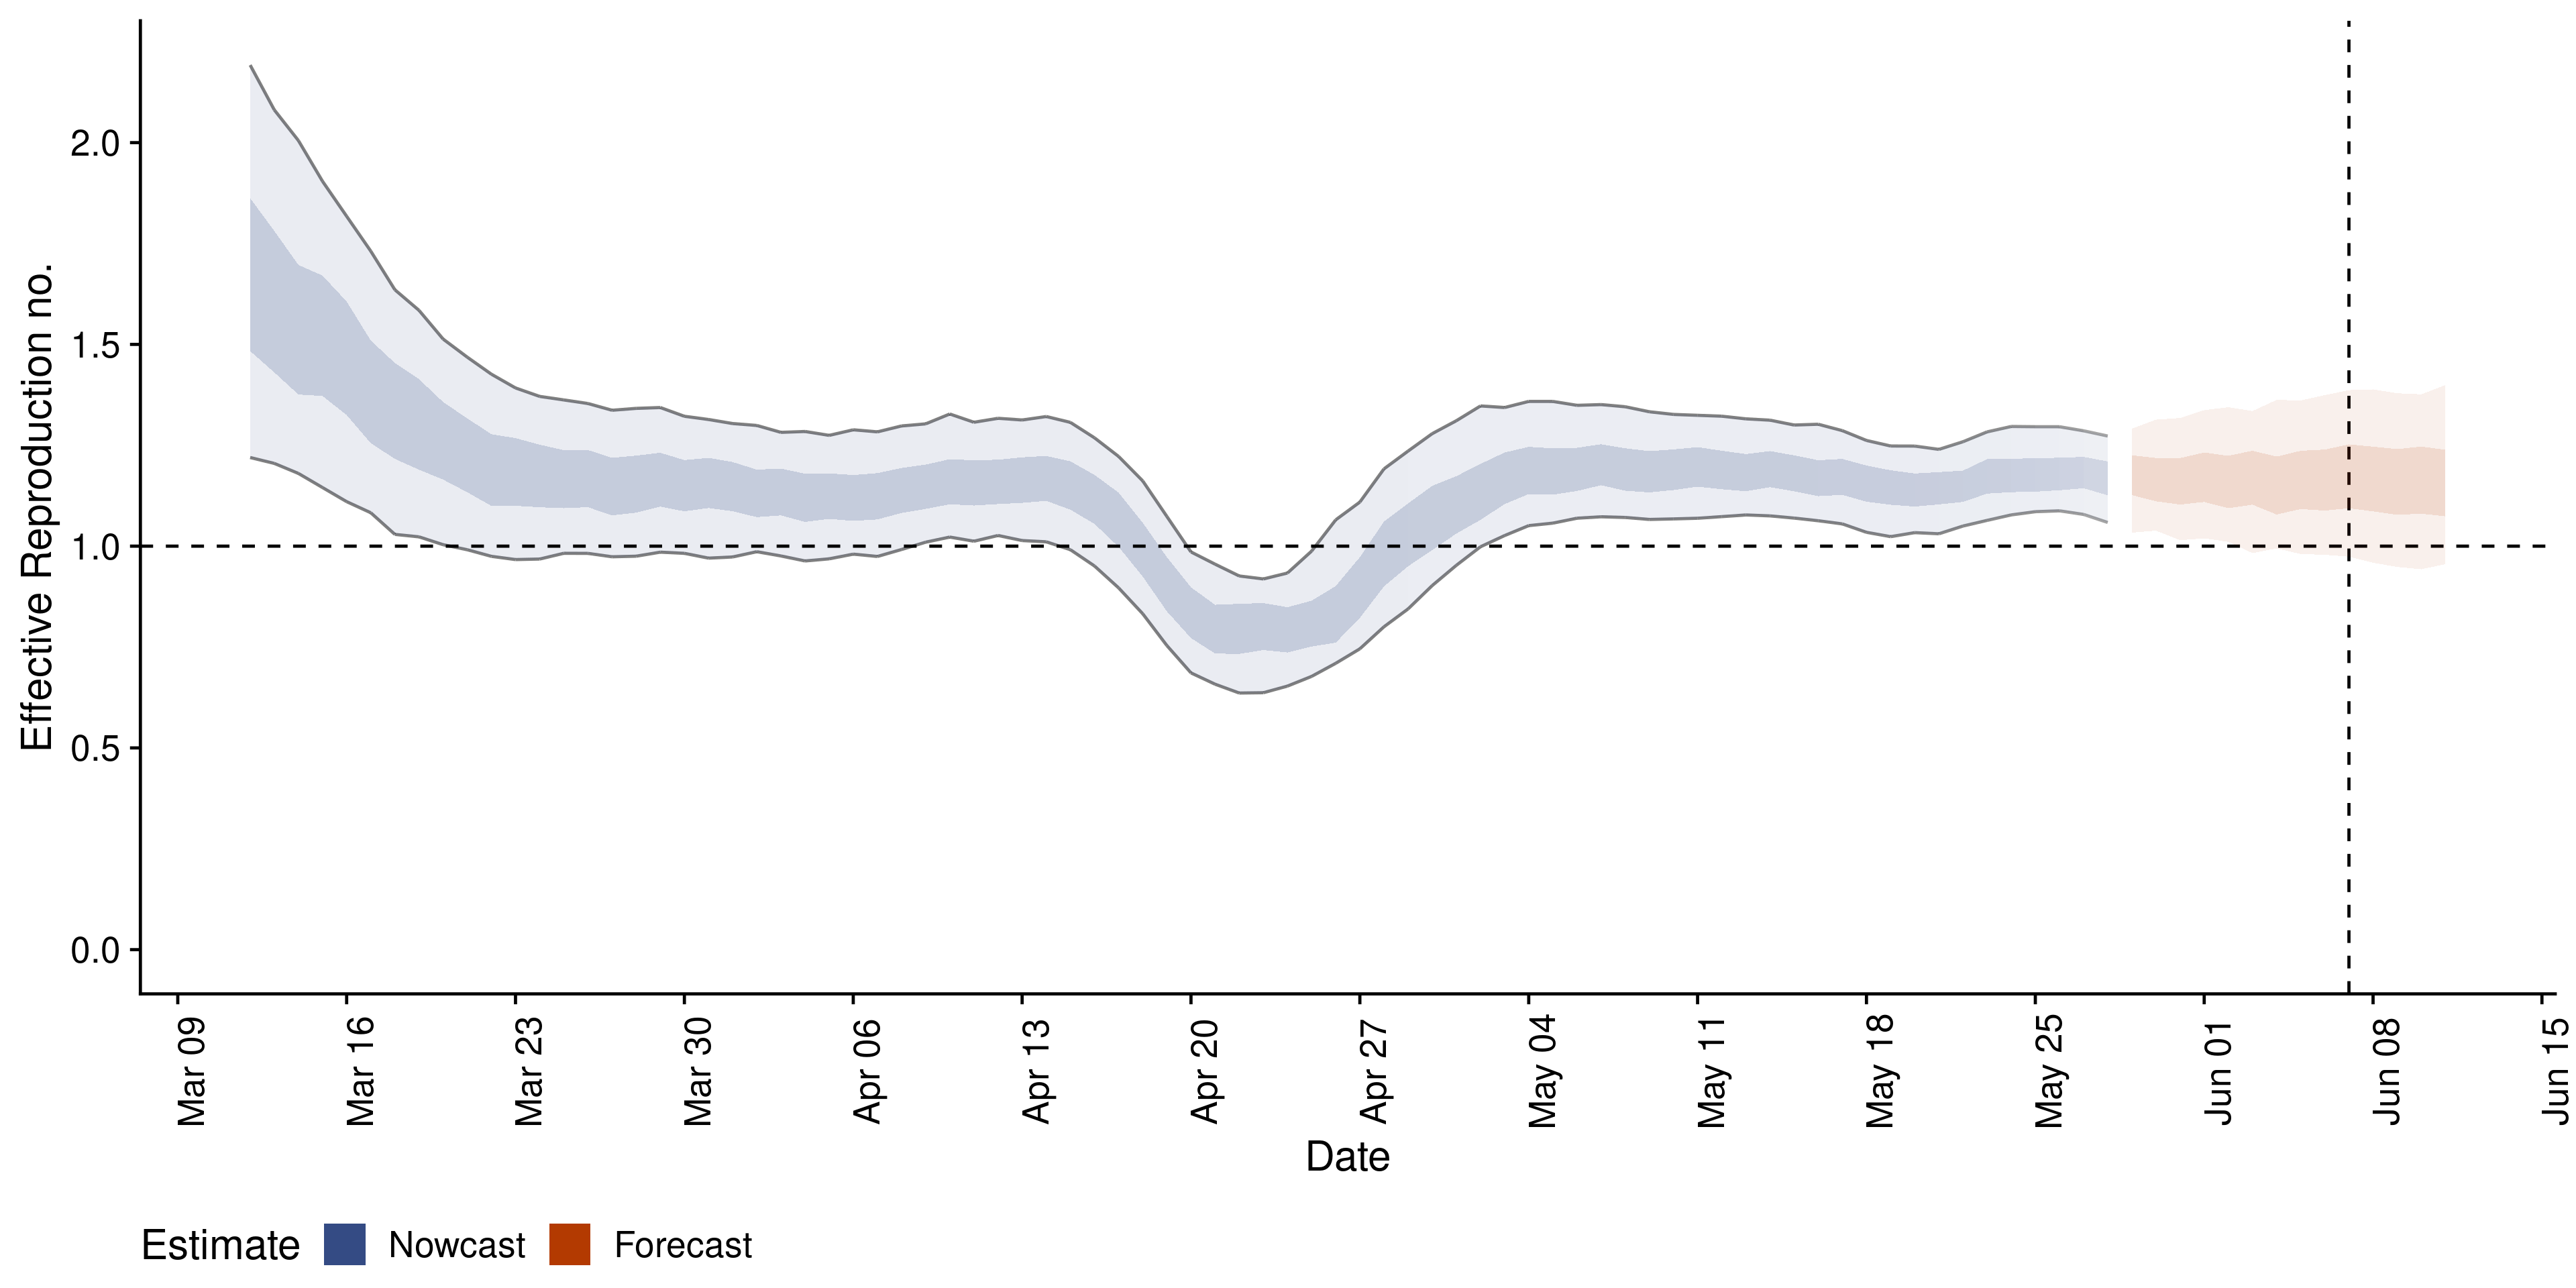 Effective Reproduction no.
2.0
1.5
1.0
0.5
0.0
Mar 09
Mar 16
Mar 23
Mar 30
Apr 06
Apr 13
Apr 20
Apr 27
May 04
May 11
May 18
May 25
Jun 01
Jun 08
Jun 15
Date
Estimate Nowcast Forecast